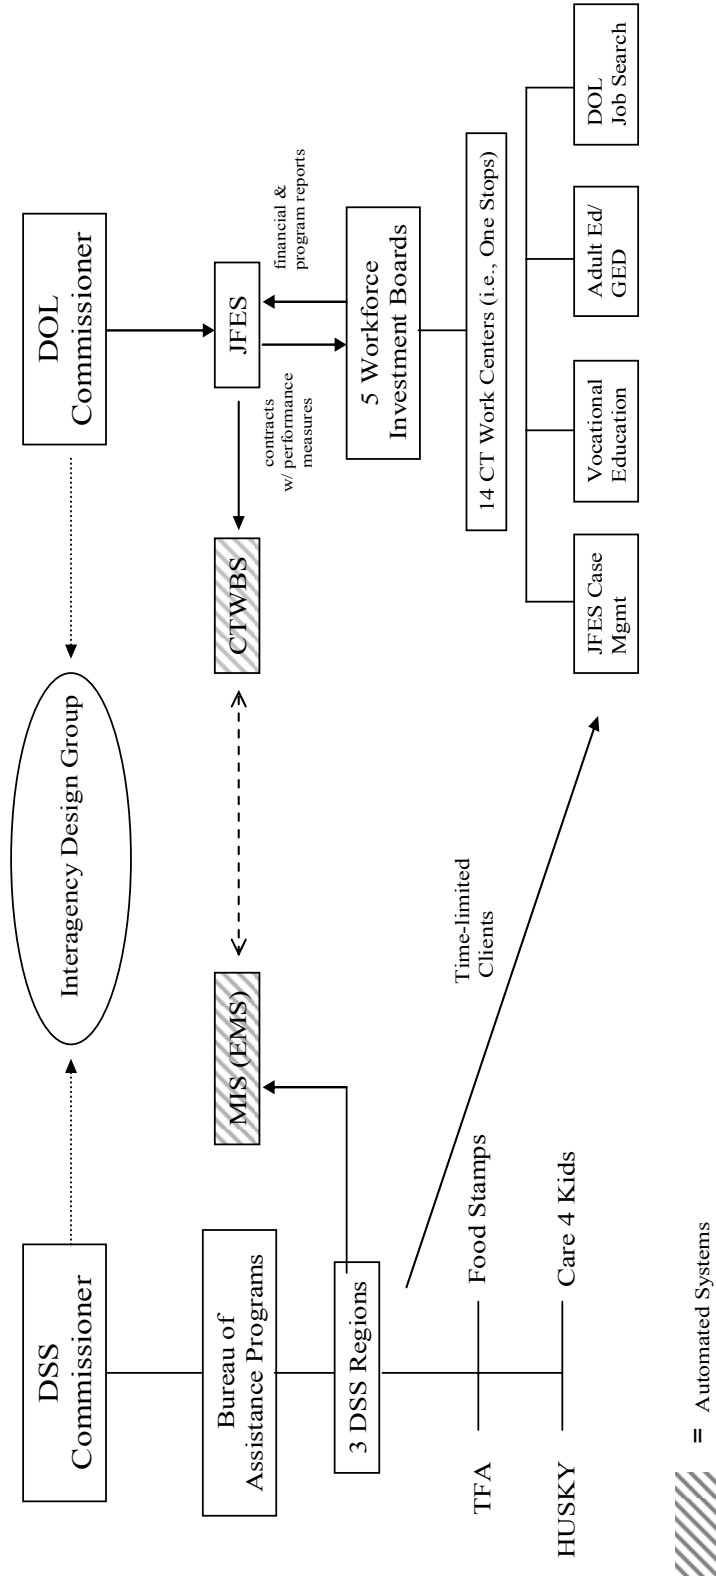 DSS
Commissioner
Interagency Design Group
DOL
Commissioner
Bureau of
Assistance Programs
MIS (EMS)
CTWBS
JFES
contracts
w/ performance
measures
financial &
program reports
3 DSS Regions
5 Workforce
Investment Boards
Time-limited
Clients
14 CT Work Centers (i.e., One Stops)
TFA
Food Stamps
HUSKY
Care 4 Kids
JFES Case
Mgmt
Vocational
Education
Adult Ed/
GED
DOL
Job Search
= Automated Systems